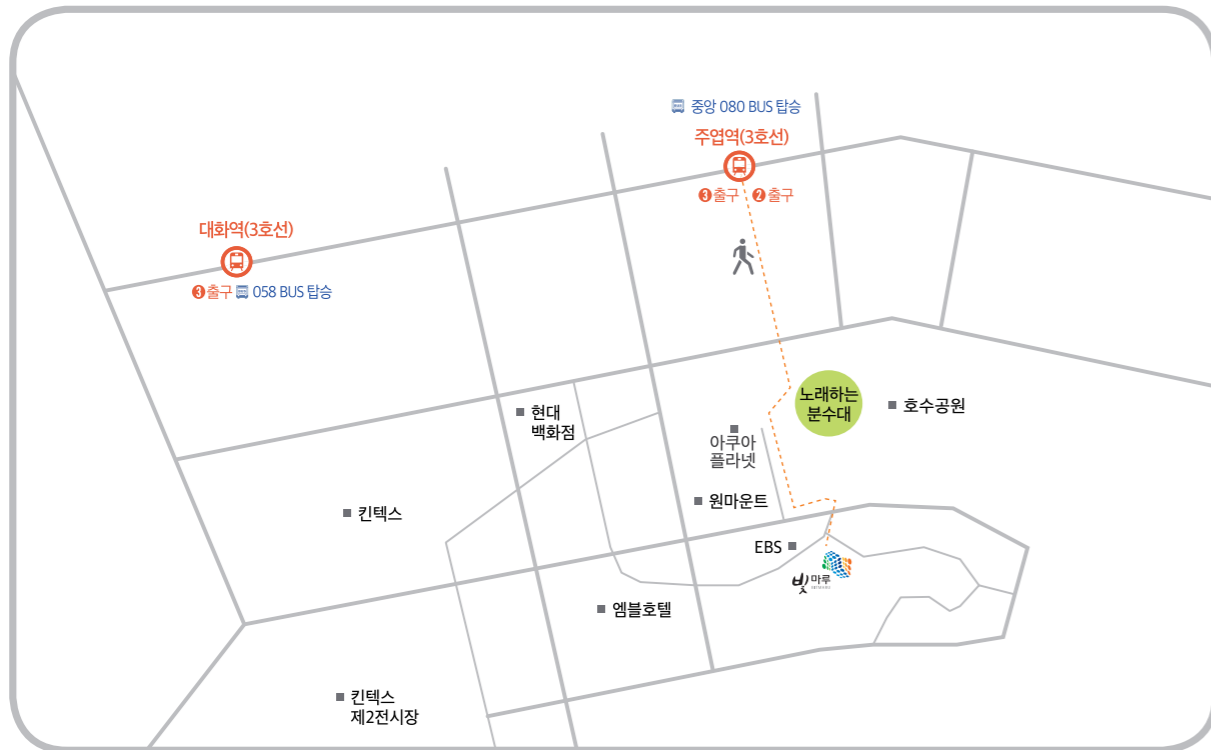 중앙 080 BUS 탑승
주엽역(3호선)
❸출구 ❷출구
대화역(3호선)
❸출구 058 BUS 탑승
노래하는
분수대
호수공원
현대
백화점
아쿠아
플라넷
원마운트
킨텍스
EBS
빛마루
엠블호텔
킨텍스
제2전시장